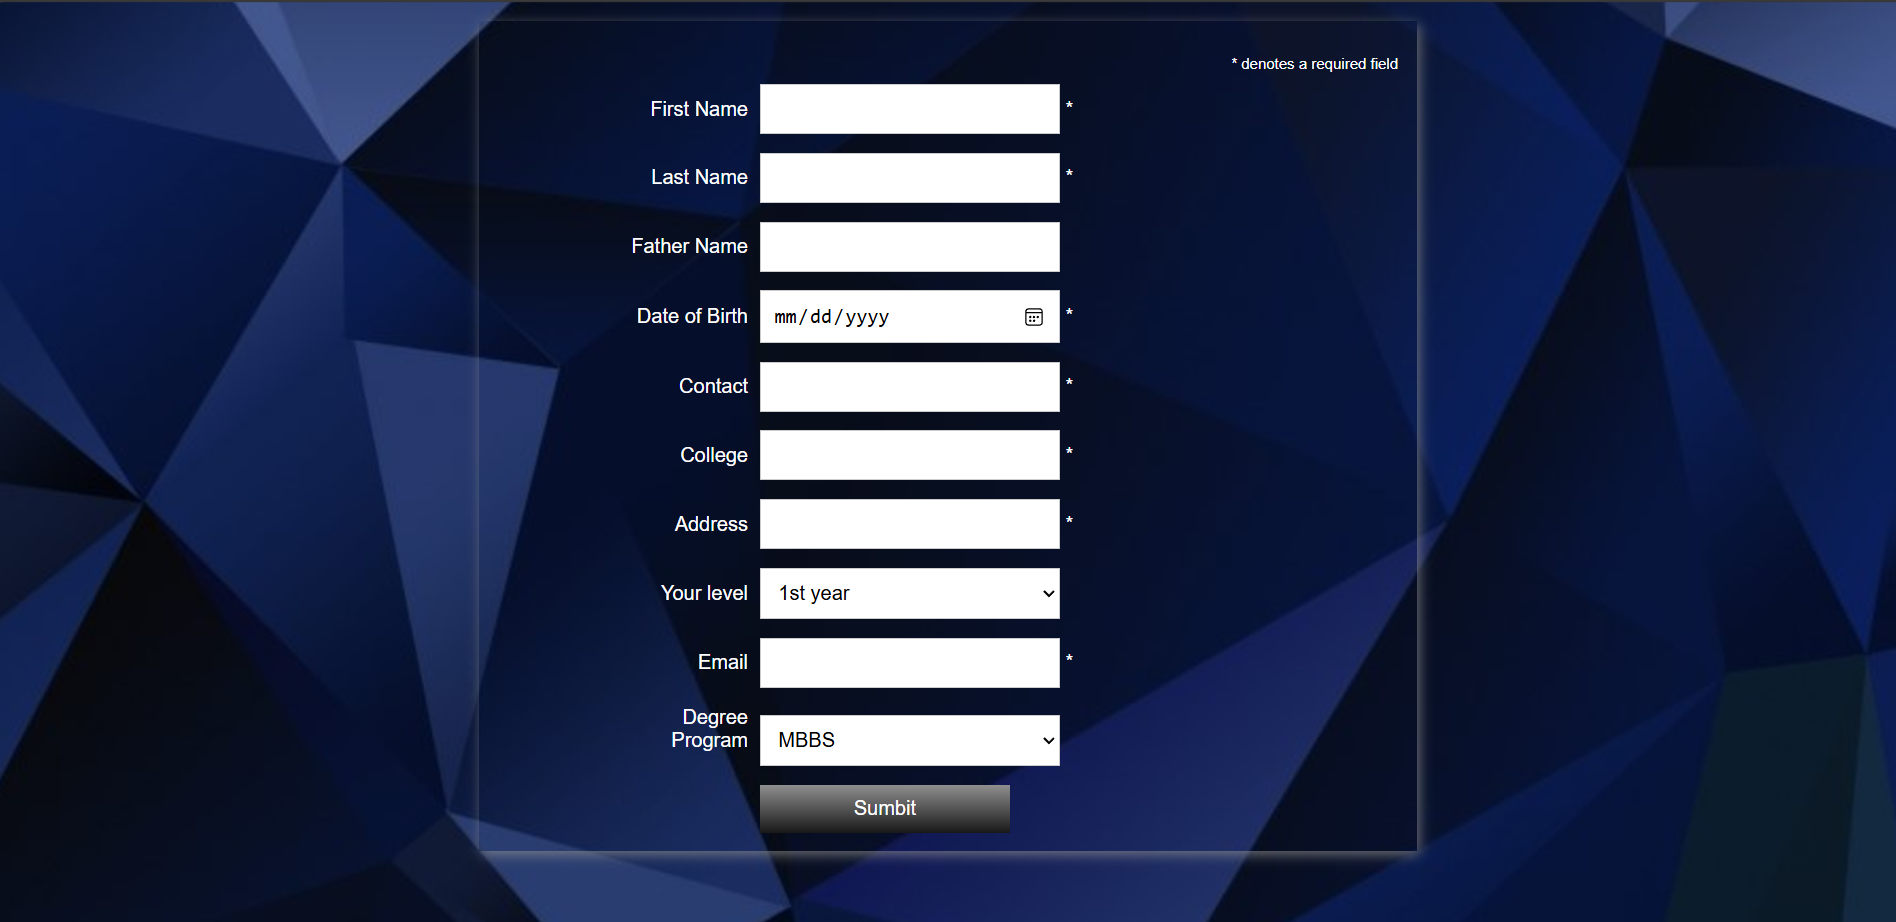 * denotes a required field
First Name *
Last Name *
Father Name
Date of Birth mm/dd/yyyy *
Contact *
College *
Address *
Your level 1st year
Email *
Degree
Program MBBS
Sumbit